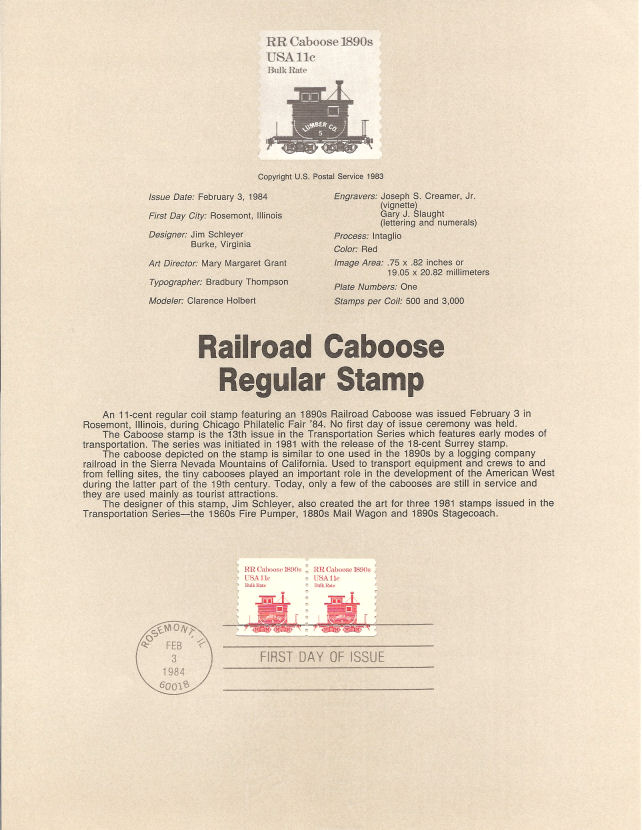 RR Caboose 1890s
USA 11c
Bulk Rate
LUMBER CO.
5
Copyright U.S. Postal Service 1983
Issue Date: February 3, 1984
First Day City: Rosemont, Illinois
Designer: Jim Schleyer
Burke, Virginia
Art Director: Mary Margaret Grant
Typographer: Bradbury Thompson
Modeler: Clarence Holbert
Engravers: Joseph S. Creamer, Jr.
(vignette)
Gary J. Slaught
(lettering and numerals)
Process: Intaglio
Color: Red
Image Area: .75 x .82 inches or
19.05 x 20.82 millimeters
Plate Numbers: One
Stamps per Coil: 500 and 3,000
Railroad Caboose
Regular Stamp
An 11-cent regular coil stamp featuring an 1890s Railroad Caboose was issued February 3 in
Rosemont, Illinois, during Chicago Philatelic Fair '84. No first day of issue ceremony was held.
The Caboose stamp is the 13th issue in the Transportation Series which features early modes of
transportation. The series was initiated in 1981 with the release of the 18-cent Surrey stamp.
The caboose depicted on the stamp is similar to one used in the 1890s by a logging company
railroad in the Sierra Nevada Mountains of California. Used to transport equipment and crews to and
from felling sites, the tiny cabooses played an important role in the development of the American West
during the latter part of the 19th century. Today, only a few of the cabooses are still in service and
they are used mainly as tourist attractions.
The designer of this stamp, Jim Schleyer, also created the art for three 1981 stamps issued in the
Transportation Series—the 1860s Fire Pumper, 1880s Mail Wagon and 1890s Stagecoach.
RR Caboose 1890s
USA 11c
Bulk Rate
RR Caboose 1890s
USA 11c
Bulk Rate
ROSEMONT, IL
FEB
3
1984
60018
FIRST DAY OF ISSUE